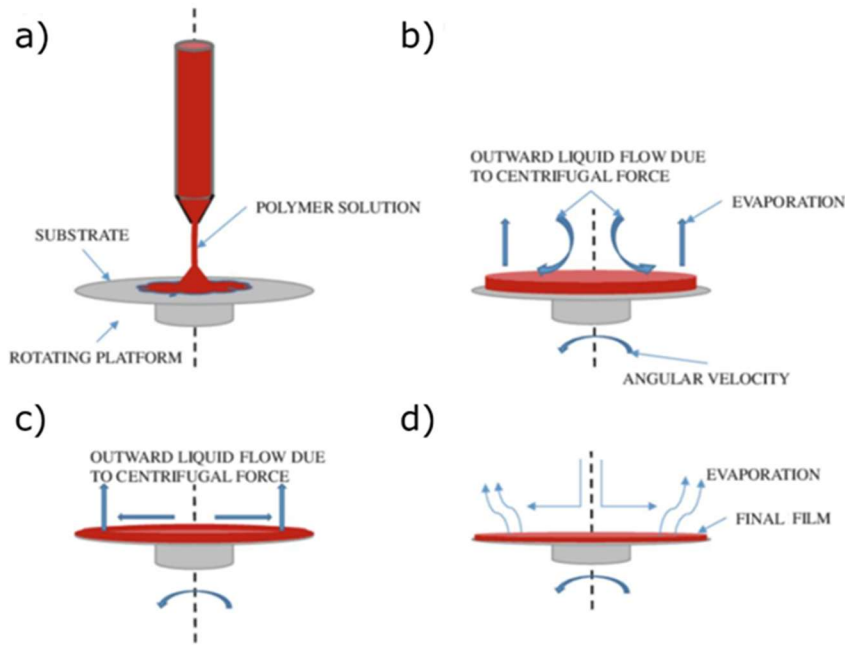 a)
POLYMER SOLUTION
SUBSTRATE
ROTATING PLATFORM
b)
OUTWARD LIQUID FLOW DUE
TO CENTRIFUGAL FORCE
EVAPORATION
ANGULAR VELOCITY
c)
OUTWARD LIQUID FLOW DUE
TO CENTRIFUGAL FORCE
d)
EVAPORATION
FINAL FILM